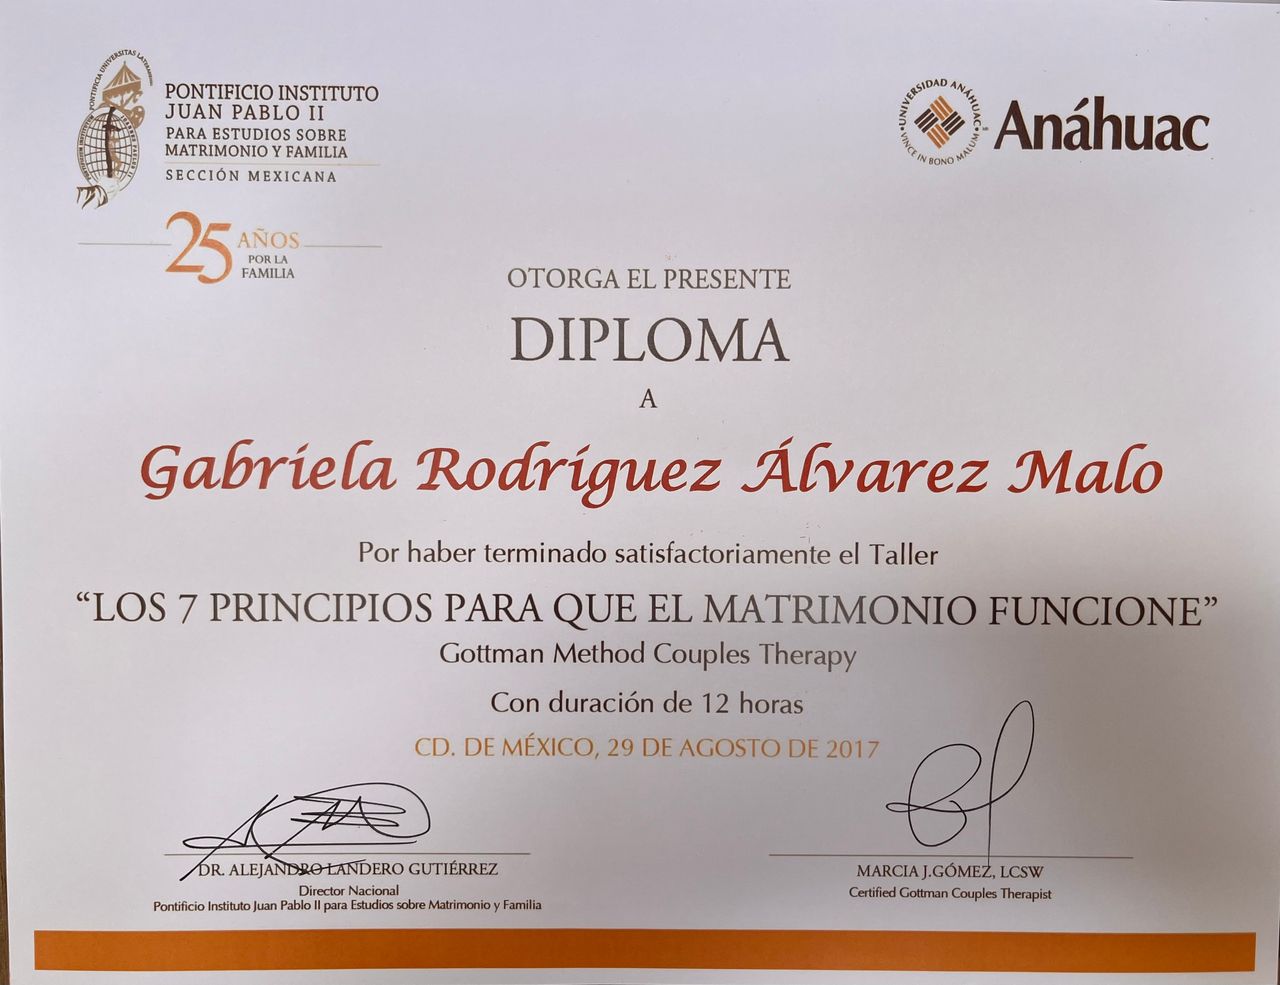 PONTIFICIO INSTITUTO
JUAN PABLO II
PARA ESTUDIOS SOBRE
MATRIMONIO Y FAMILIA
SECCIÓN MEXICANA
25 AÑOS
POR LA
FAMILIA
UNIVERSIDAD ANÁHUAC
VINCE IN BONO MALUM
Anáhuac
OTORGA EL PRESENTE
DIPLOMA
A
Gabriela Rodríguez Álvarez Malo
Por haber terminado satisfactoriamente el Taller
“LOS 7 PRINCIPIOS PARA QUE EL MATRIMONIO FUNCIONE”
Gottman Method Couples Therapy
Con duración de 12 horas
CD. DE MÉXICO, 29 DE AGOSTO DE 2017
DR. ALEJANDRO LANDERO GUTIÉRREZ
Director Nacional
Pontificio Instituto Juan Pablo II para Estudios sobre Matrimonio y Familia
MARCIA J.GÓMEZ, LCSW
Certified Gottman Couples Therapist